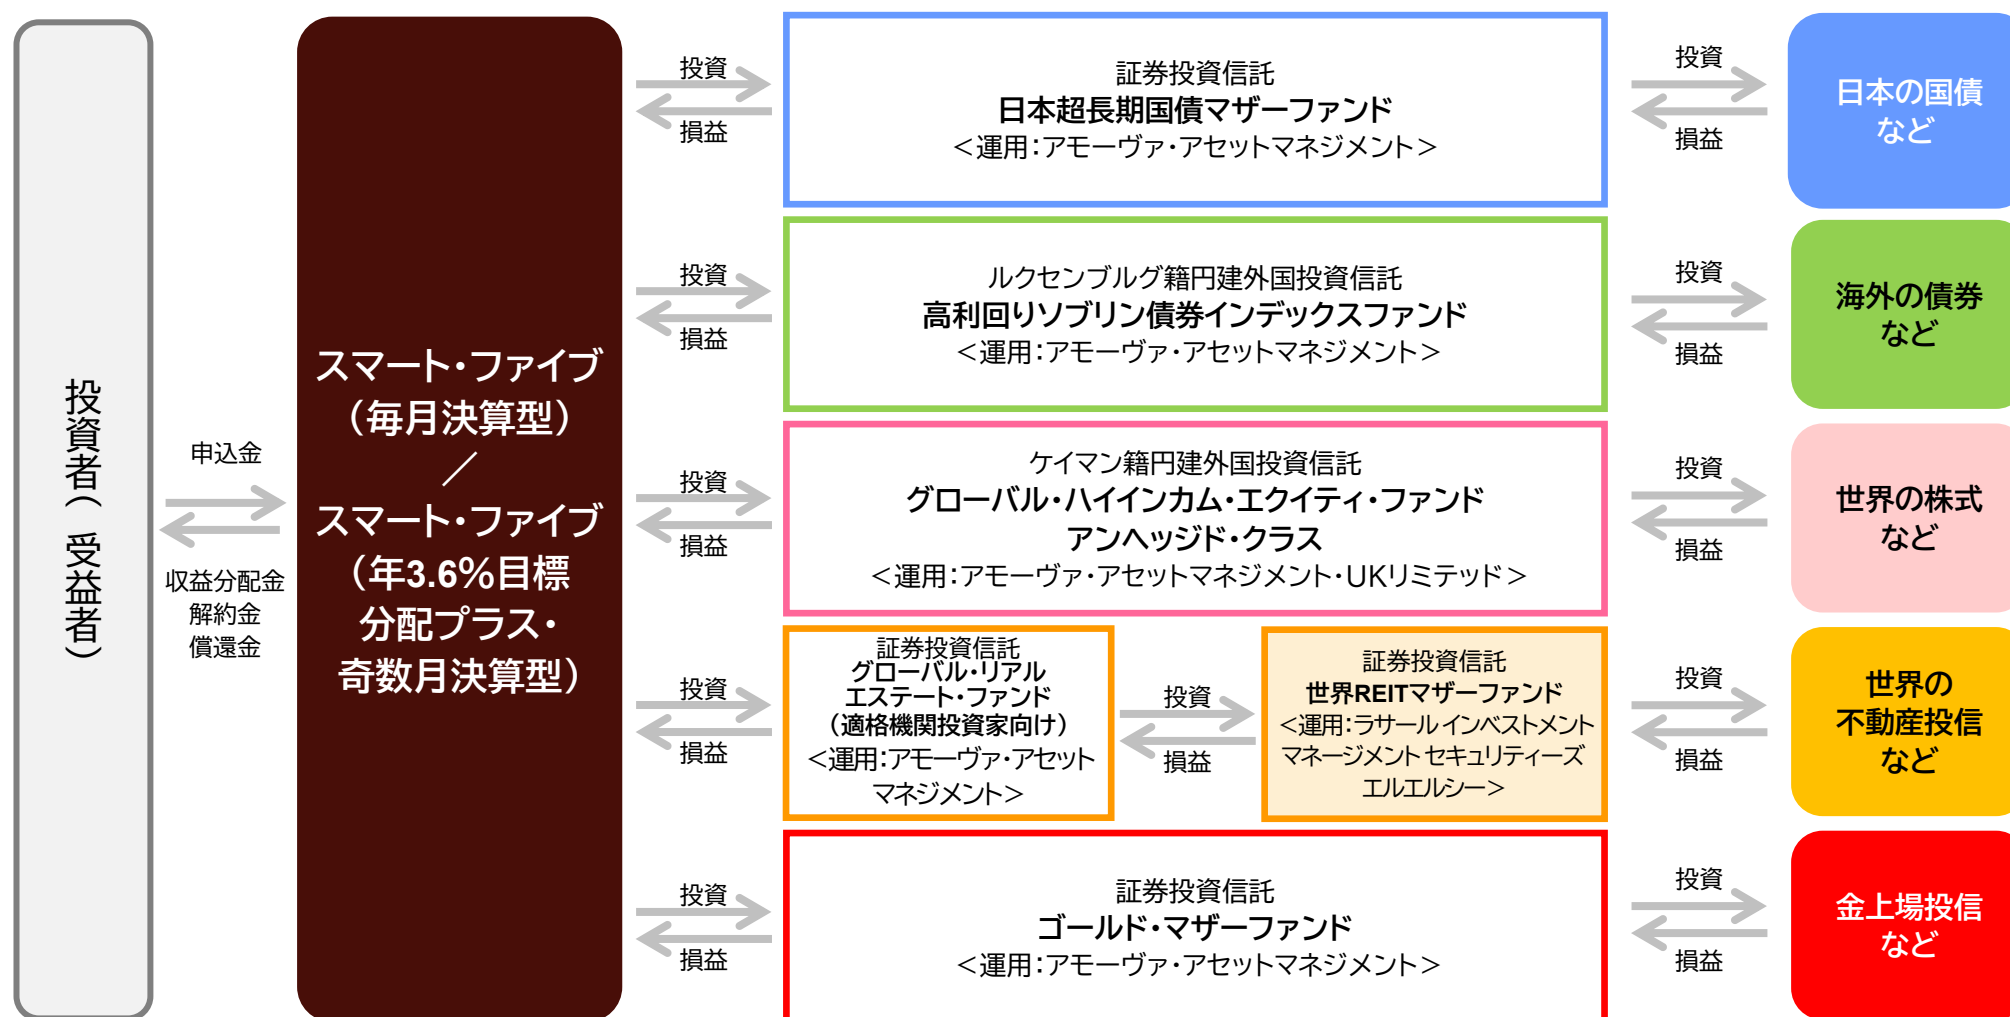 投資者（受益者）
申込金
収益分配金
解約金
償還金
スマート・ファイブ
（毎月決算型）
／
スマート・ファイブ
（年3.6％目標
分配プラス・
奇数月決算型）
投資
損益
証券投資信託
日本超長期国債マザーファンド
＜運用：アモーヴァ・アセットマネジメント＞
投資
損益
日本の国債
など
投資
損益
ルクセンブルグ籍円建外国投資信託
高利回りソブリン債券インデックスファンド
＜運用：アモーヴァ・アセットマネジメント＞
投資
損益
海外の債券
など
投資
損益
ケイマン籍円建外国投資信託
グローバル・ハイインカム・エクイティ・ファンド
アンヘッジド・クラス
＜運用：アモーヴァ・アセットマネジメント・UKリミテッド＞
投資
損益
世界の株式
など
投資
損益
証券投資信託
グローバル・リアル
エステート・ファンド
（適格機関投資家向け）
＜運用：アモーヴァ・アセット
マネジメント＞
投資
損益
証券投資信託
世界REITマザーファンド
＜運用：ラサール インベストメント
マネージメント セキュリティーズ
エルエルシー＞
投資
損益
世界の
不動産投信
など
投資
損益
証券投資信託
ゴールド・マザーファンド
＜運用：アモーヴァ・アセットマネジメント＞
投資
損益
金上場投信
など